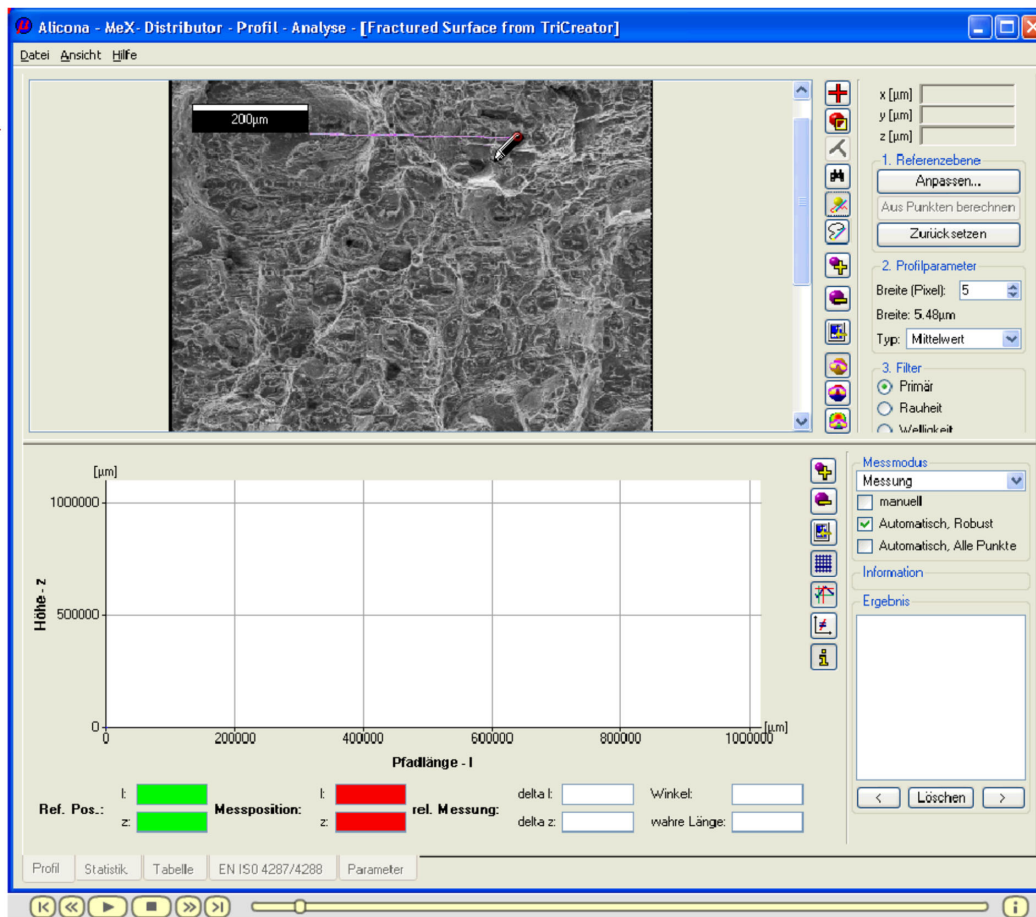 Alicona - MeX- Distributor - Profil - Analyse - [Fractured Surface from TriCreator]
Datei Ansicht Hilfe
200µm
x [µm]
y [µm]
z [µm]
1. Referenzebene
Anpassen...
Aus Punkten berechnen
Zurücksetzen
2. Profilparameter
Breite (Pixel): 5
Breite: 5.48µm
Typ: Mittelwert
3. Filter
Primär
Rauheit
Welligkeit
[µm]
1000000
500000
0
Höhe - z
0 200000 400000 600000 800000 1000000
[µm]
Pfadlänge - l
Messmodus
Messung
manuell
Automatisch, Robust
Automatisch, Alle Punkte
Information
Ergebnis
< Löschen >
Ref. Pos.: l: z: Messposition: l: z: rel. Messung: delta l: delta z: Winkel: wahre Länge:
Profil Statistik Tabelle EN ISO 4287/4288 Parameter